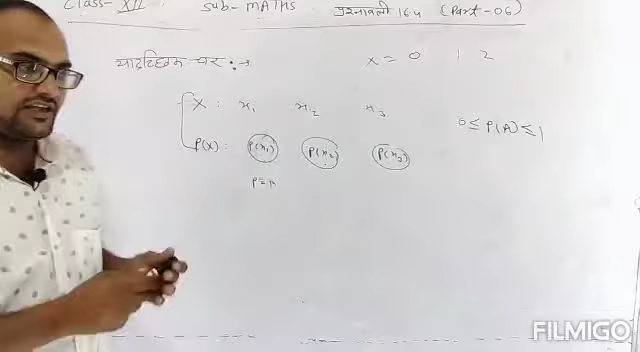 Class- XII Sub- MATHS प्रश्नावली 16.4 (Part-06)
यादृच्छिक चर :→ X = 0 1 2
X : x₁ x₂ x₃
0 ≤ P(A) ≤ 1
P(X) : P(x₁) P(x₂) P(x₃)
FILMIGO